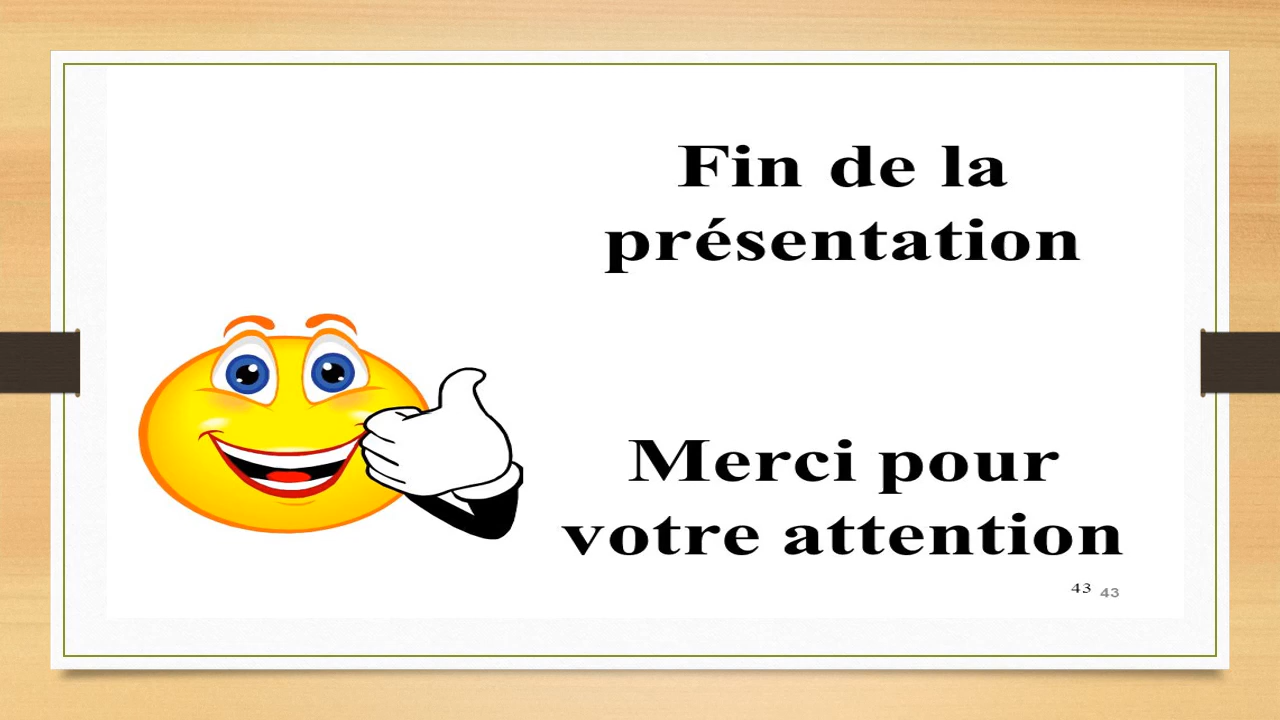 Fin de la
présentation
Merci pour
votre attention
43 43